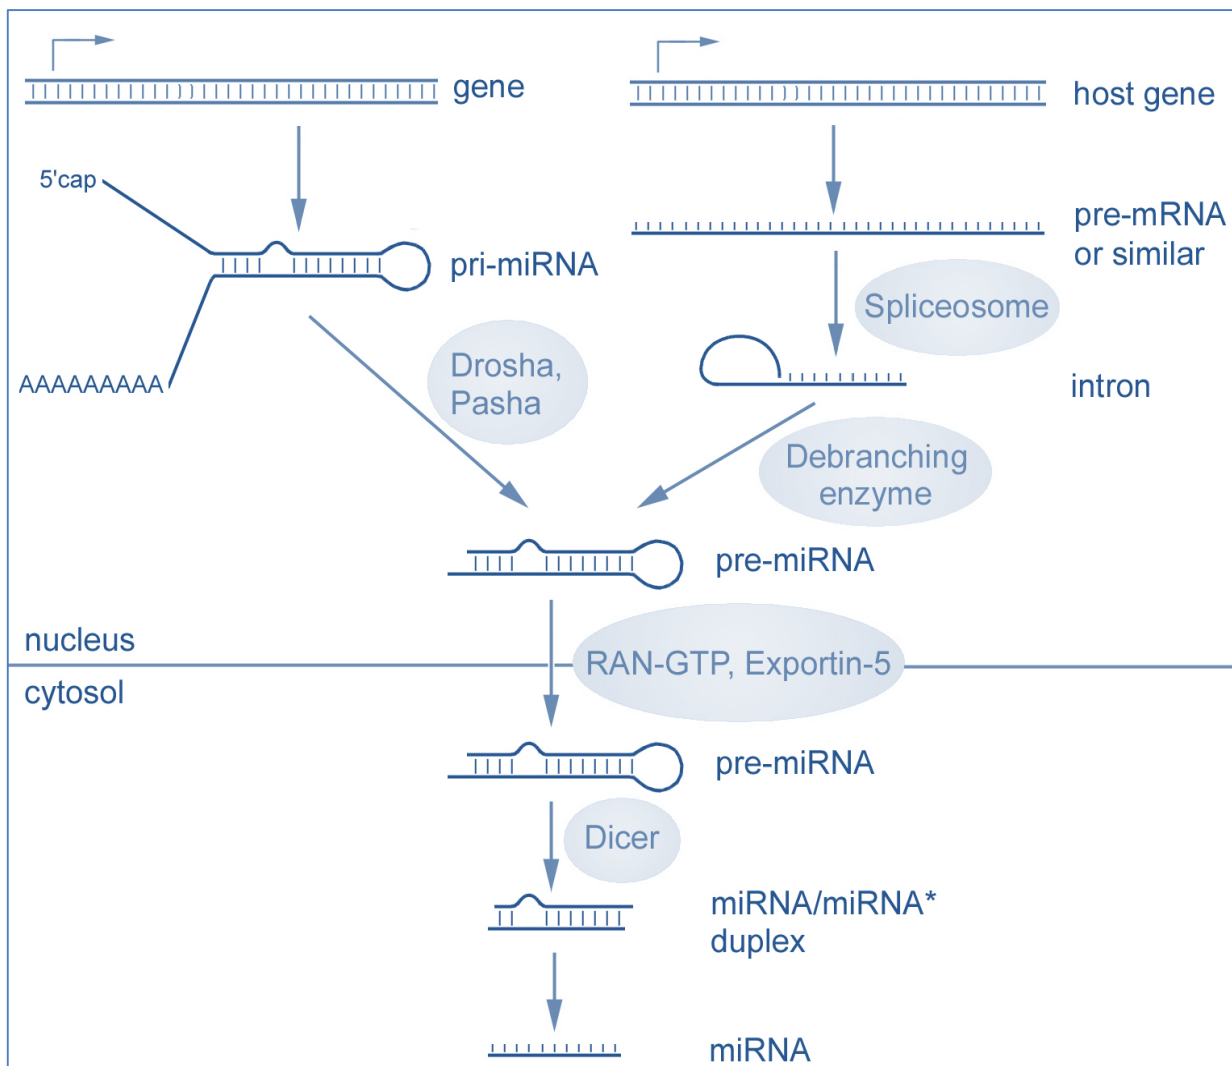 gene
host gene
5'cap
pri-miRNA
pre-mRNA
or similar
Spliceosome
Drosha,
Pasha
AAAAAAAAA
intron
Debranching
enzyme
pre-miRNA
nucleus
RAN-GTP, Exportin-5
cytosol
pre-miRNA
Dicer
miRNA/miRNA*
duplex
miRNA